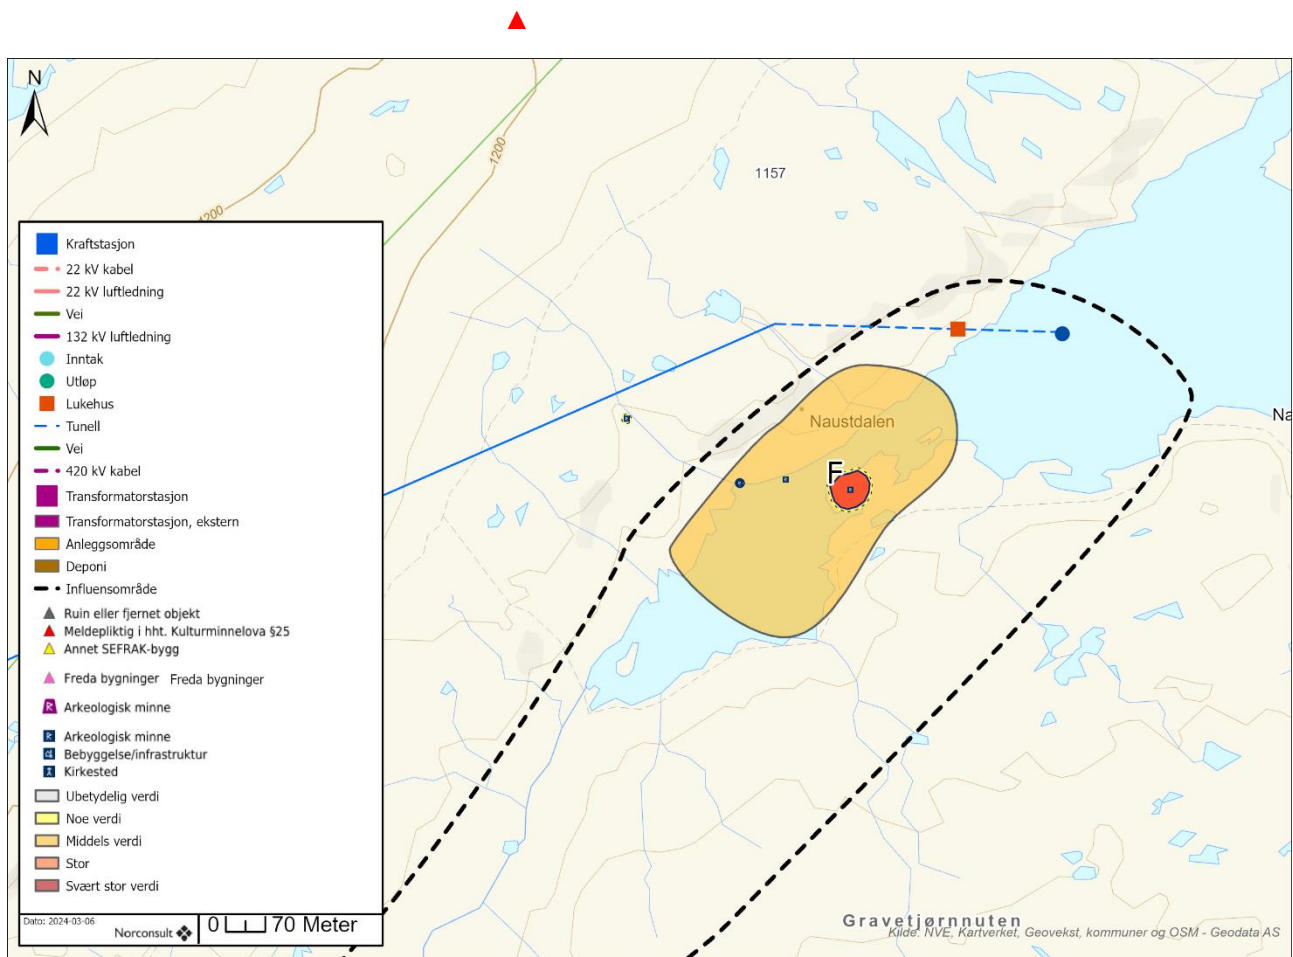 N
1200
1200
1157
Kraftstasjon
22 kV kabel
22 kV luftledning
Vei
132 kV luftledning
Inntak
Utløp
Lukehus
Tunell
Vei
420 kV kabel
Transformatorstasjon
Transformatorstasjon, ekstern
Anleggsområde
Deponi
Influensområde
Ruin eller fjernet objekt
Meldepliktig i hht. Kulturminnelova §25
Annet SEFRAK-bygg
Freda bygninger Freda bygninger
Arkeologisk minne
Arkeologisk minne
Bebyggelse/infrastruktur
Kirkested
Ubetydelig verdi
Noe verdi
Middels verdi
Stor
Svært stor verdi
Dato: 2024-03-06
Norconsult
0 70 Meter
Naustdalen
F
Na
Gravetjørnnuten
Kilde: NVE, Kartverket, Geovekst, kommuner og OSM - Geodata AS